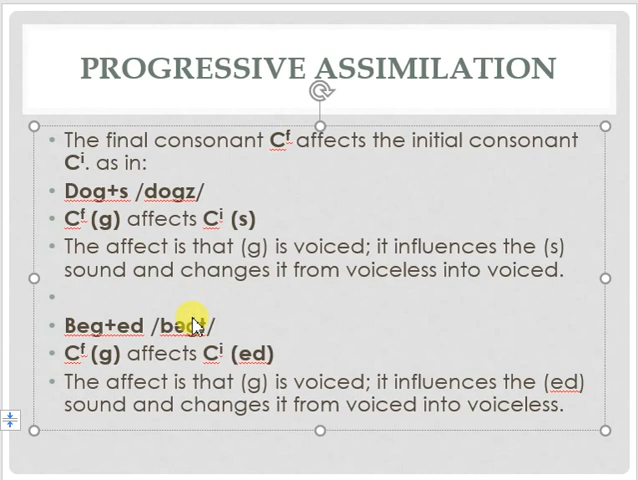 PROGRESSIVE ASSIMILATION
• The final consonant Cᶠ affects the initial consonant
Cⁱ. as in:
• Dog+s /dogz/
• Cᶠ (g) affects Cⁱ (s)
• The affect is that (g) is voiced; it influences the (s)
sound and changes it from voiceless into voiced.
•
• Beg+ed
• Cᶠ (g) affects Cⁱ (ed)
• The affect is that (g) is voiced; it influences the (ed)
sound and changes it from voiced into voiceless.